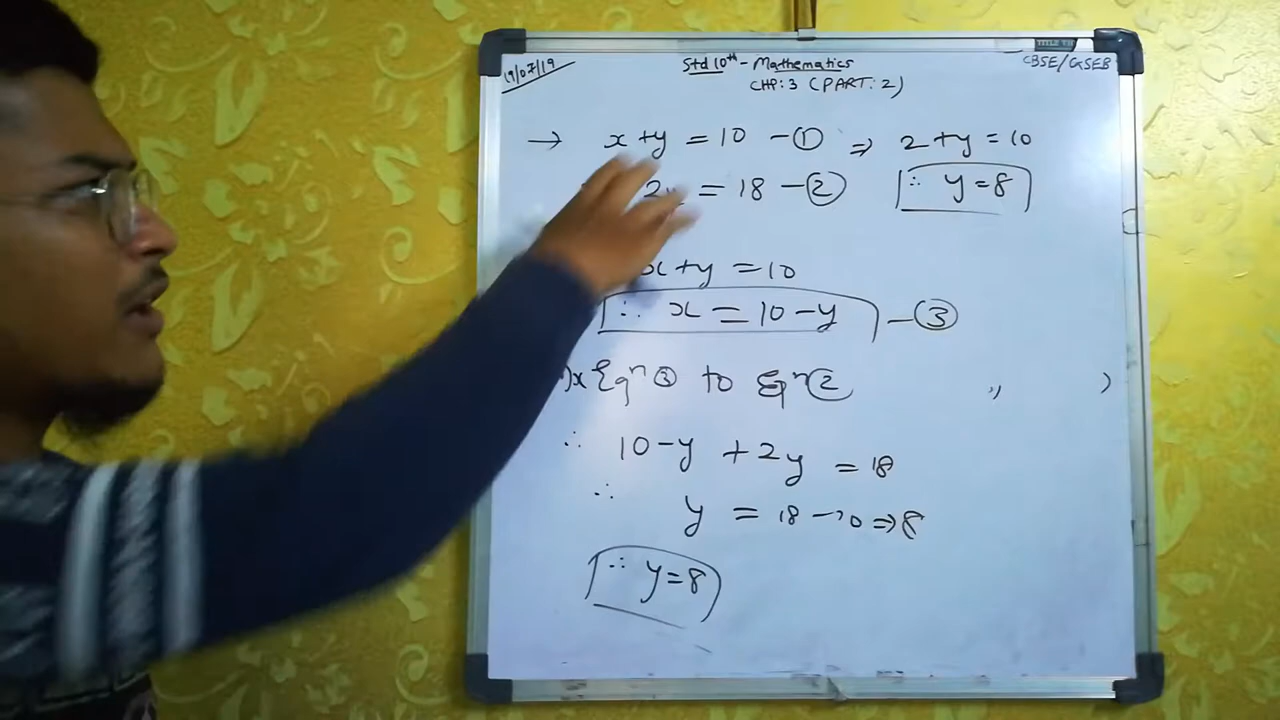 19/07/19
Std 10th - Mathematics
CHP: 3 (PART: 2)
CBSE/GSEB
→ x + y = 10 - ① ⇒ 2 + y = 10
2y = 18 - ② ∴ y = 8
x + y = 10
∴ x = 10 - y - ③
Eqn ③ to Eqn ②
∴ 10 - y + 2y = 18
∴ y = 18 - 10 ⇒ 8
∴ y = 8